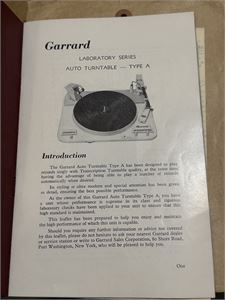 Garrard
LABORATORY SERIES
AUTO TURNTABLE — TYPE A
Introduction
The Garrard Auto Turntable Type A has been designed to play
records singly with Transcription Turntable quality, at the same time
having the advantage of being able to play a number of records
automatically when desired.
In styling it is ultra modern and special attention has been given
to detail, ensuring the best possible performance.
As the owner of this Garrard Auto Turntable Type A, you have
a unit whose performance is supreme in its class and rigorous
laboratory checks have been applied to your unit to ensure that this
high standard is maintained.
This leaflet has been prepared to help you enjoy and maintain
the high performance of which this unit is capable.
Should you require any further information or advice not covered
by this leaflet, please do not hesitate to ask your nearest Garrard dealer
or service station or write to Garrard Sales Corporation, 80 Shore Road,
Port Washington, New York, who will be pleased to help you.
One